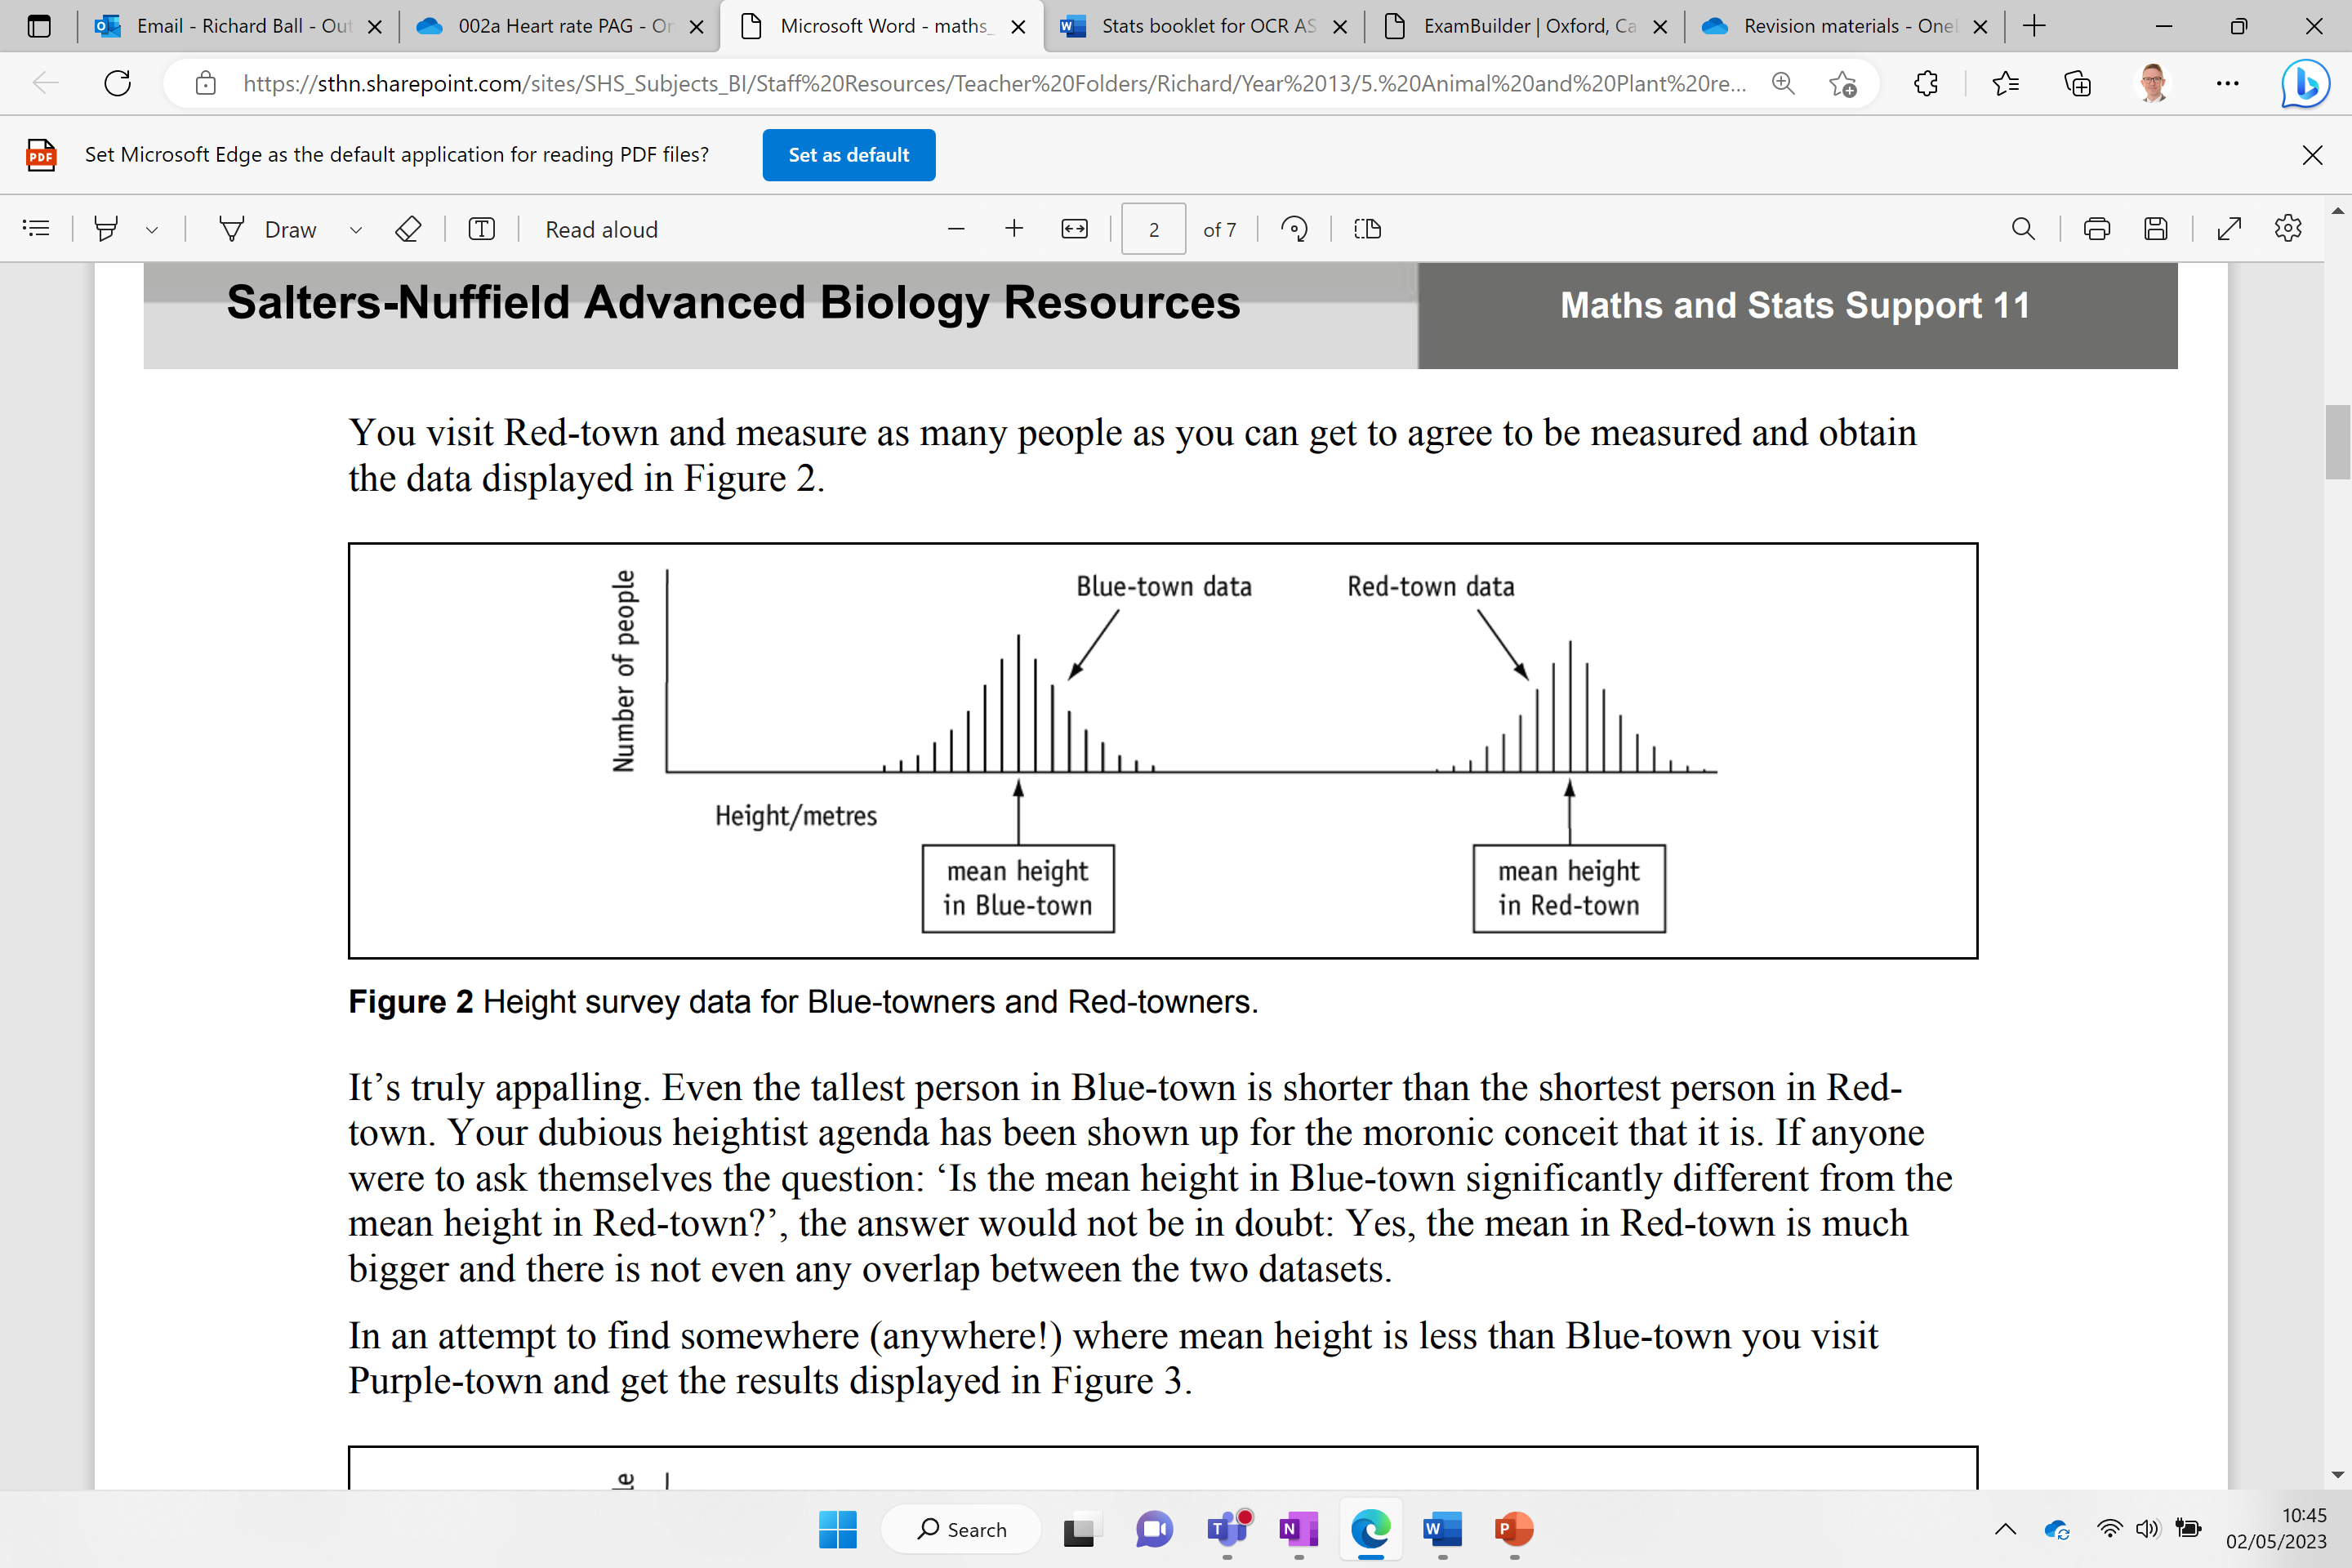 Email - Richard Ball - Out
002a Heart rate PAG - On
Microsoft Word - maths_
Stats booklet for OCR AS
ExamBuilder | Oxford, Ca
Revision materials - One
https://sthn.sharepoint.com/sites/SHS_Subjects_BI/Staff%20Resources/Teacher%20Folders/Richard/Year%2013/5.%20Animal%20and%20Plant%20re...
PDF
Set Microsoft Edge as the default application for reading PDF files?
Set as default
Draw
T
Read aloud
2
of 7
Salters-Nuffield Advanced Biology Resources
Maths and Stats Support 11
You visit Red-town and measure as many people as you can get to agree to be measured and obtain
the data displayed in Figure 2.
Number of people
Blue-town data
Red-town data
Height/metres
mean height
in Blue-town
mean height
in Red-town
Figure 2 Height survey data for Blue-towners and Red-towners.
It’s truly appalling. Even the tallest person in Blue-town is shorter than the shortest person in Red-
town. Your dubious heightist agenda has been shown up for the moronic conceit that it is. If anyone
were to ask themselves the question: ‘Is the mean height in Blue-town significantly different from the
mean height in Red-town?’, the answer would not be in doubt: Yes, the mean in Red-town is much
bigger and there is not even any overlap between the two datasets.
In an attempt to find somewhere (anywhere!) where mean height is less than Blue-town you visit
Purple-town and get the results displayed in Figure 3.
le
Search
10:45
02/05/2023